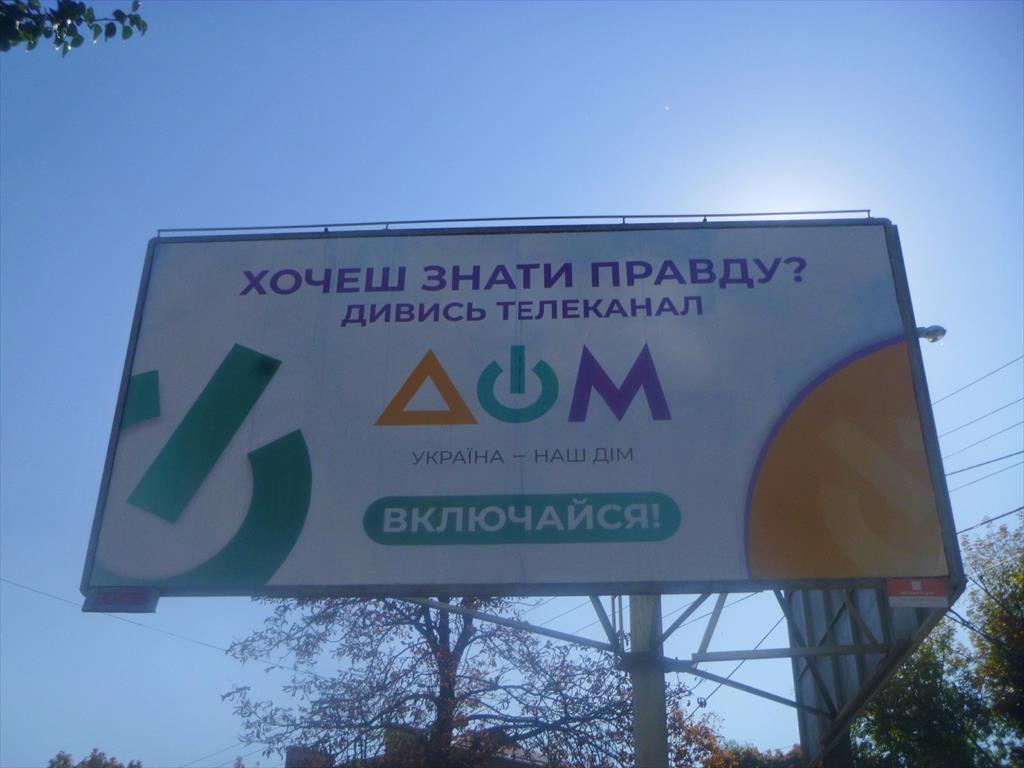 ХОЧЕШ ЗНАТИ ПРАВДУ?
ДИВИСЬ ТЕЛЕКАНАЛ
ДОМ
УКРАЇНА – НАШ ДІМ
ВКЛЮЧАЙСЯ!